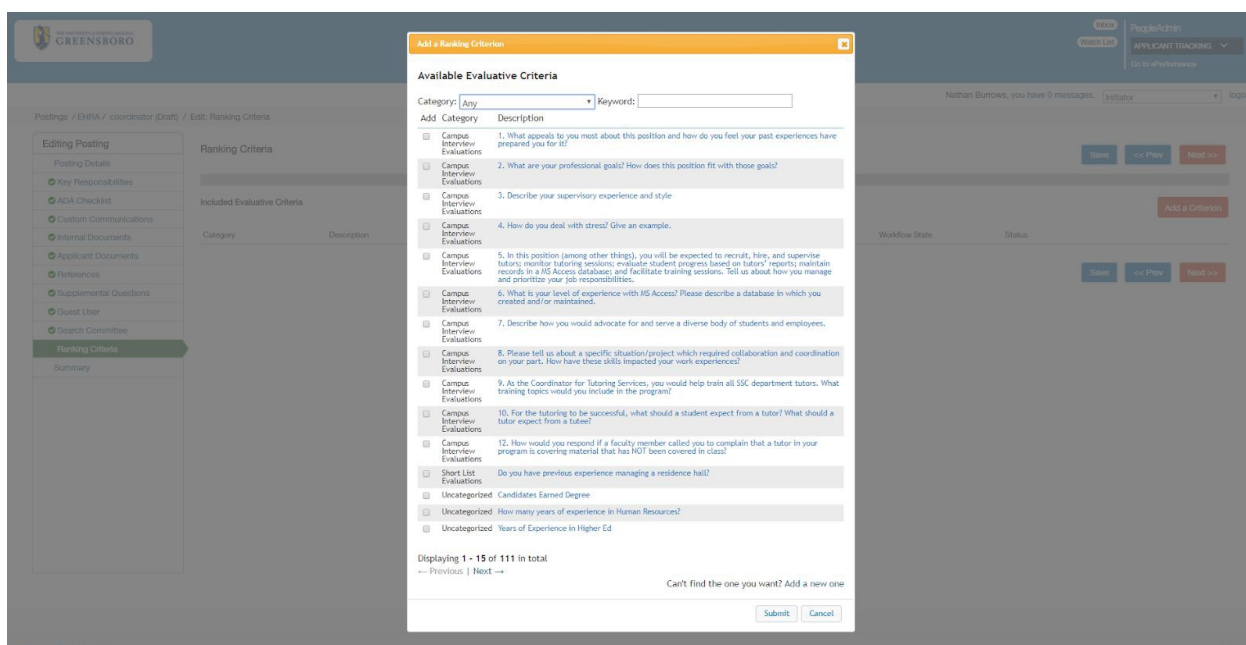 THE UNIVERSITY of NORTH CAROLINA
GREENSBORO
Inbox
PeopleAdmin
Watch List
APPLICANT TRACKING
Go to ePerformance
Nathan Burrows, you have 0 messages.
Initiator
logo
Postings / EHRA / coordinator (Draft) / Edit: Ranking Criteria
Editing Posting
Posting Details
Key Responsibilities
ADA Checklist
Custom Communications
Internal Documents
Applicant Documents
References
Supplemental Questions
Guest User
Search Committee
Ranking Criteria
Summary
Ranking Criteria
Save
<< Prev
Next >>
Included Evaluative Criteria
Add a Criterion
Category
Description
Workflow State
Status
Save
<< Prev
Next >>
Add a Ranking Criterion
Available Evaluative Criteria
Category: Any Keyword:
Add Category Description
Campus Interview Evaluations
1. What appeals to you most about this position and how do you feel your past experiences have
prepared you for it?
Campus Interview Evaluations
2. What are your professional goals? How does this position fit with those goals?
Campus Interview Evaluations
3. Describe your supervisory experience and style
Campus Interview Evaluations
4. How do you deal with stress? Give an example.
Campus Interview Evaluations
5. In this position (among other things), you will be expected to recruit, hire, and supervise
tutors; monitor tutoring sessions; evaluate student progress based on tutors' reports; maintain
records in a MS Access database; and facilitate training sessions. Tell us about how you manage
and prioritize your job responsibilities.
Campus Interview Evaluations
6. What is your level of experience with MS Access? Please describe a database in which you
created and/or maintained.
Campus Interview Evaluations
7. Describe how you would advocate for and serve a diverse body of students and employees.
Campus Interview Evaluations
8. Please tell us about a specific situation/project which required collaboration and coordination
on your part. How have these skills impacted your work experiences?
Campus Interview Evaluations
9. As the Coordinator for Tutoring Services, you would help train all SSC department tutors. What
training topics would you include in the program?
Campus Interview Evaluations
10. For the tutoring to be successful, what should a student expect from a tutor? What should a
tutor expect from a tutee?
Campus Interview Evaluations
12. How would you respond if a faculty member called you to complain that a tutor in your
program is covering material that has NOT been covered in class?
Short List Evaluations
Do you have previous experience managing a residence hall?
Uncategorized Candidates Earned Degree
Uncategorized How many years of experience in Human Resources?
Uncategorized Years of Experience in Higher Ed
Displaying 1 - 15 of 111 in total
← Previous | Next →
Can't find the one you want? Add a new one
Submit
Cancel